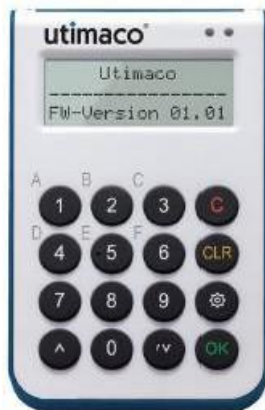 utimaco®
Utimaco
--------------------
FW-Version 01.01
A B C
1 2 3 C
D E F
4 5 6 CLR
7 8 9
0
OK